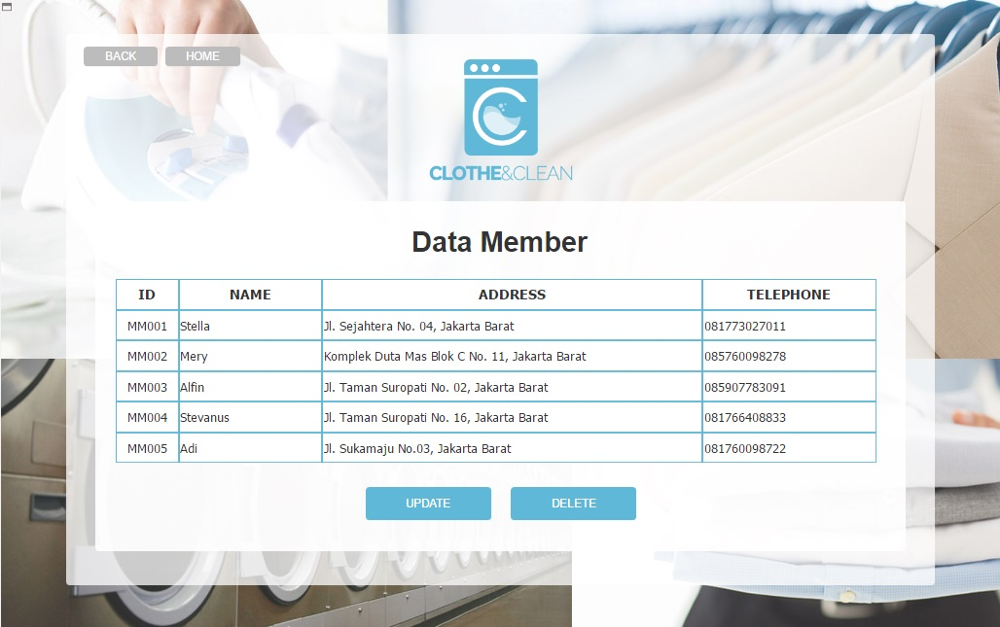 BACK HOME
CLOTHE&CLEAN
Data Member
ID NAME ADDRESS TELEPHONE
MM001 Stella Jl. Sejahtera No. 04, Jakarta Barat 081773027011
MM002 Mery Komplek Duta Mas Blok C No. 11, Jakarta Barat 085760098278
MM003 Alfin Jl. Taman Suropati No. 02, Jakarta Barat 085907783091
MM004 Stevanus Jl. Taman Suropati No. 16, Jakarta Barat 081766408833
MM005 Adi Jl. Sukamaju No.03, Jakarta Barat 081760098722
UPDATE DELETE